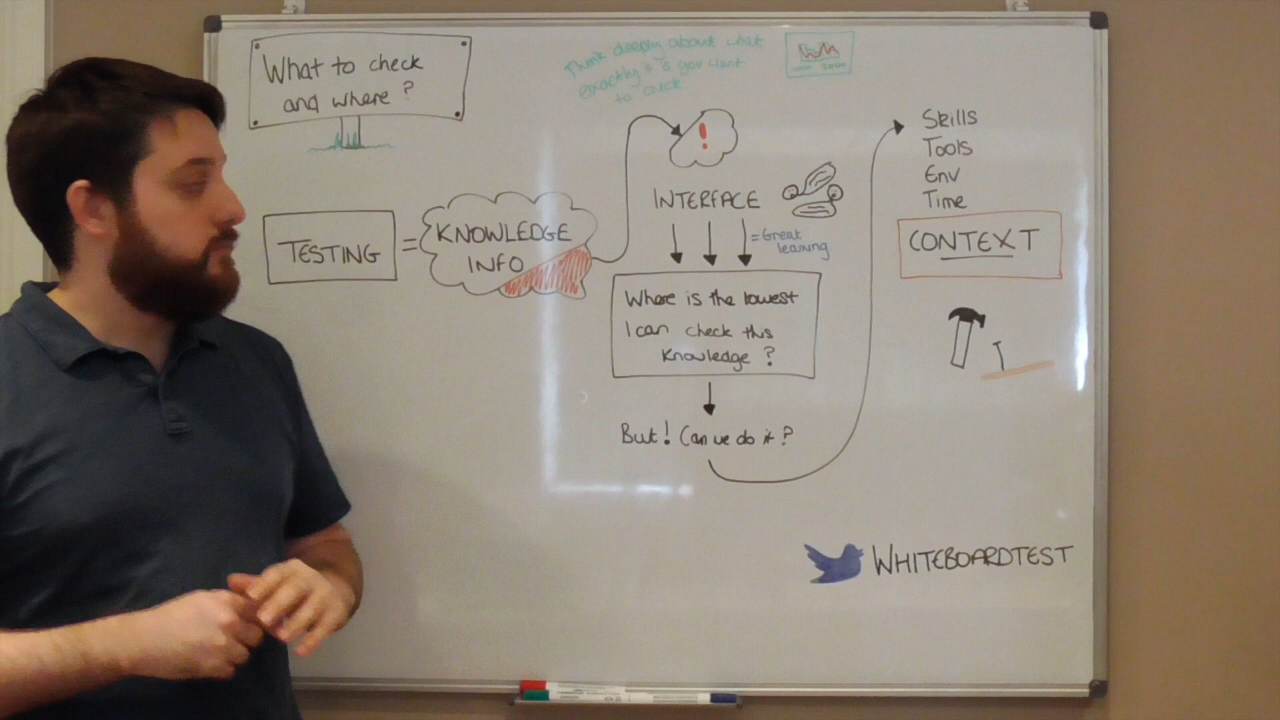 What to check
and where?
Think deeply about what
exactly it is you want
to check
!
TESTING
=
KNOWLEDGE
INFO
INTERFACE
= Great
learning
Where is the lowest
I can check this
Knowledge?
But! Can we do it?
Skills
Tools
Env
Time
CONTEXT
WHITEBOARDTEST